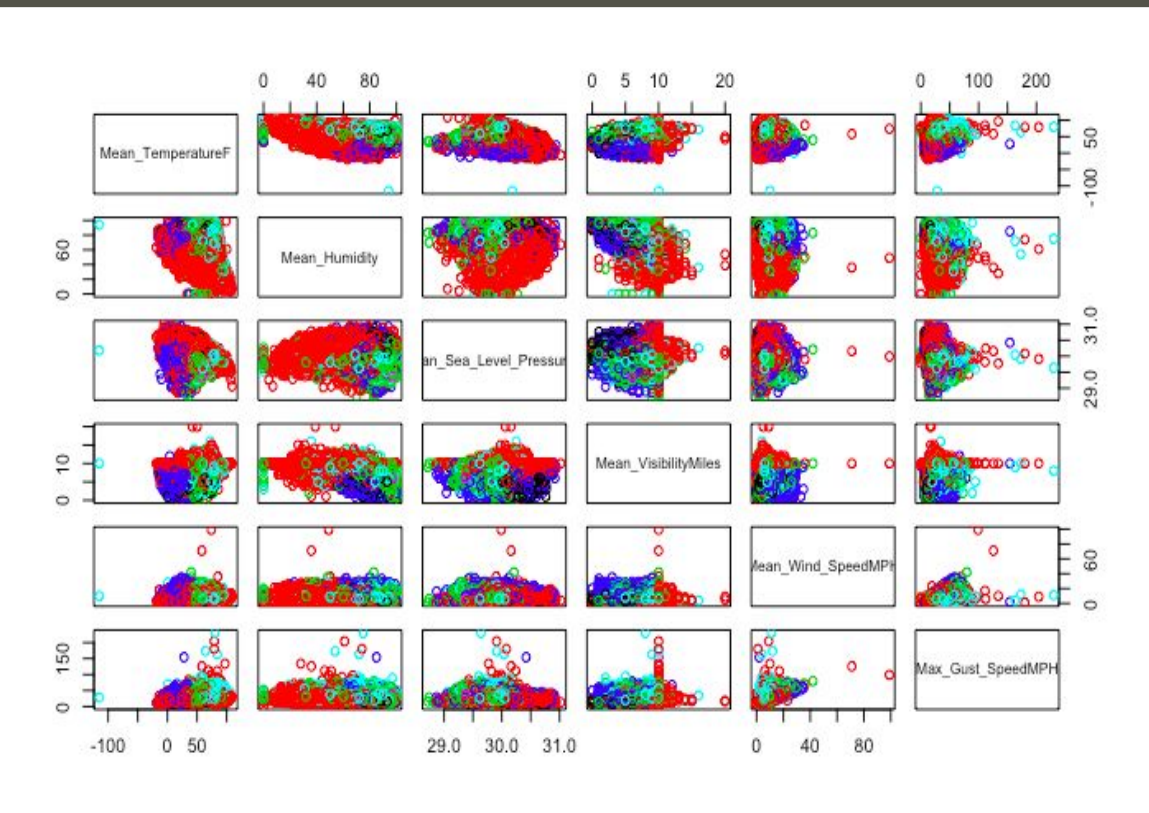 0 40 80 0 5 10 20 0 100 200
Mean_TemperatureF
-100 50
60 0
Mean_Humidity
an_Sea_Level_Pressur
29.0 31.0
10 0
Mean_VisibilityMiles
Mean_Wind_SpeedMPH
0 60
150 0
Max_Gust_SpeedMPH
-100 0 50 29.0 30.0 31.0 0 40 80